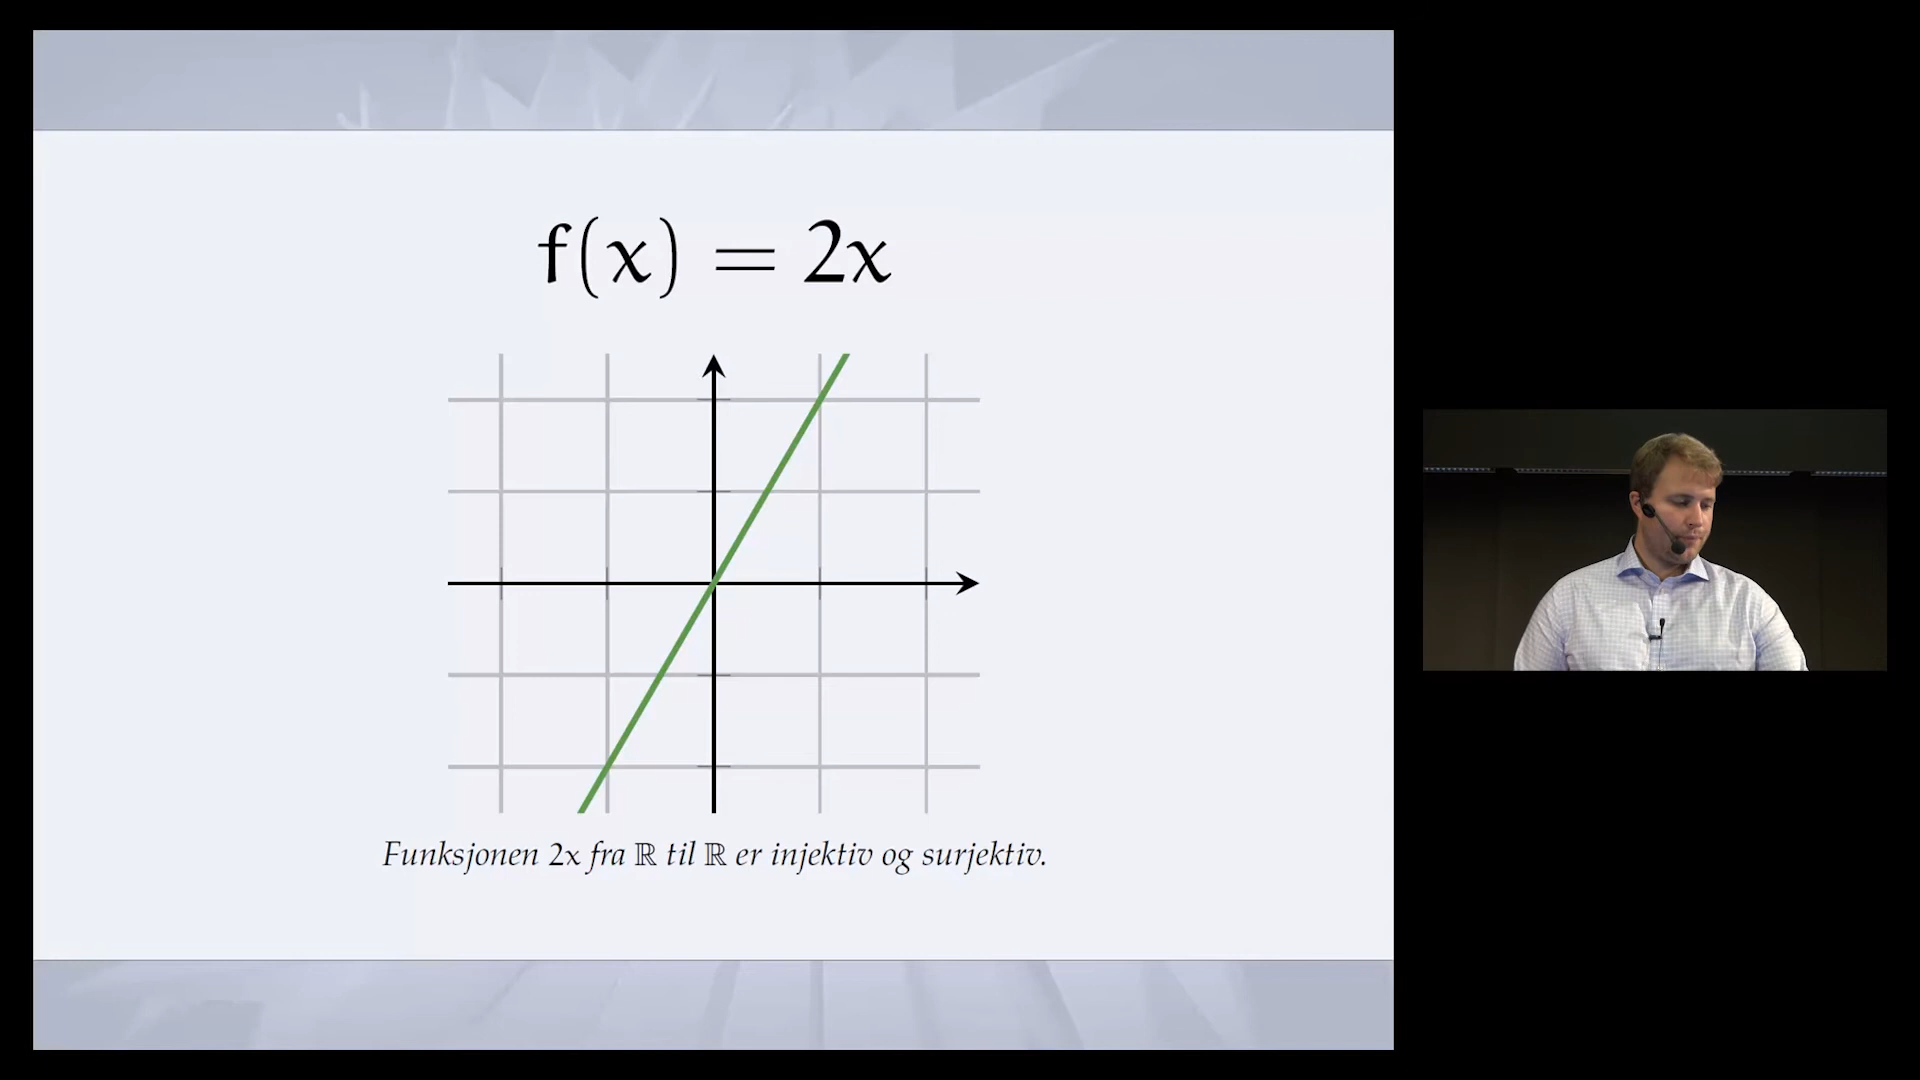 f(x) = 2x
Funksjonen 2x fra ℝ til ℝ er injektiv og surjektiv.